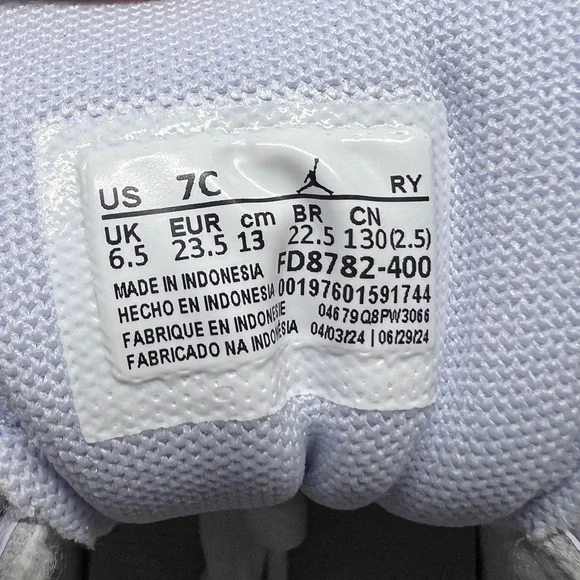 US 7C RY
UK EUR cm BR CN
6.5 23.5 13 22.5 130(2.5)
MADE IN INDONESIA FD8782-400
HECHO EN INDONESIA 00197601591744
FABRIQUE EN INDONESIE 04679Q8PW3066
FABRICADO NA INDONESIA 04/03/24 | 06/29/24